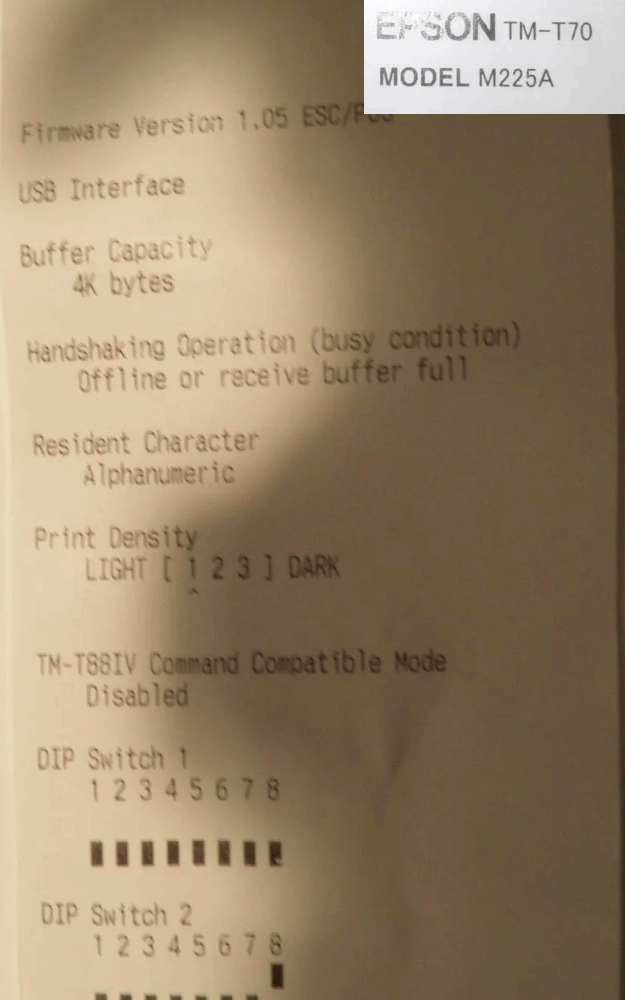 EPSON TM-T70
MODEL M225A
Firmware Version 1.05 ESC/POS
USB Interface
Buffer Capacity
4K bytes
Handshaking Operation (busy condition)
Offline or receive buffer full
Resident Character
Alphanumeric
Print Density
LIGHT [ 1 2 3 ] DARK
^
TM-T88IV Command Compatible Mode
Disabled
DIP Switch 1
1 2 3 4 5 6 7 8
DIP Switch 2
1 2 3 4 5 6 7 8